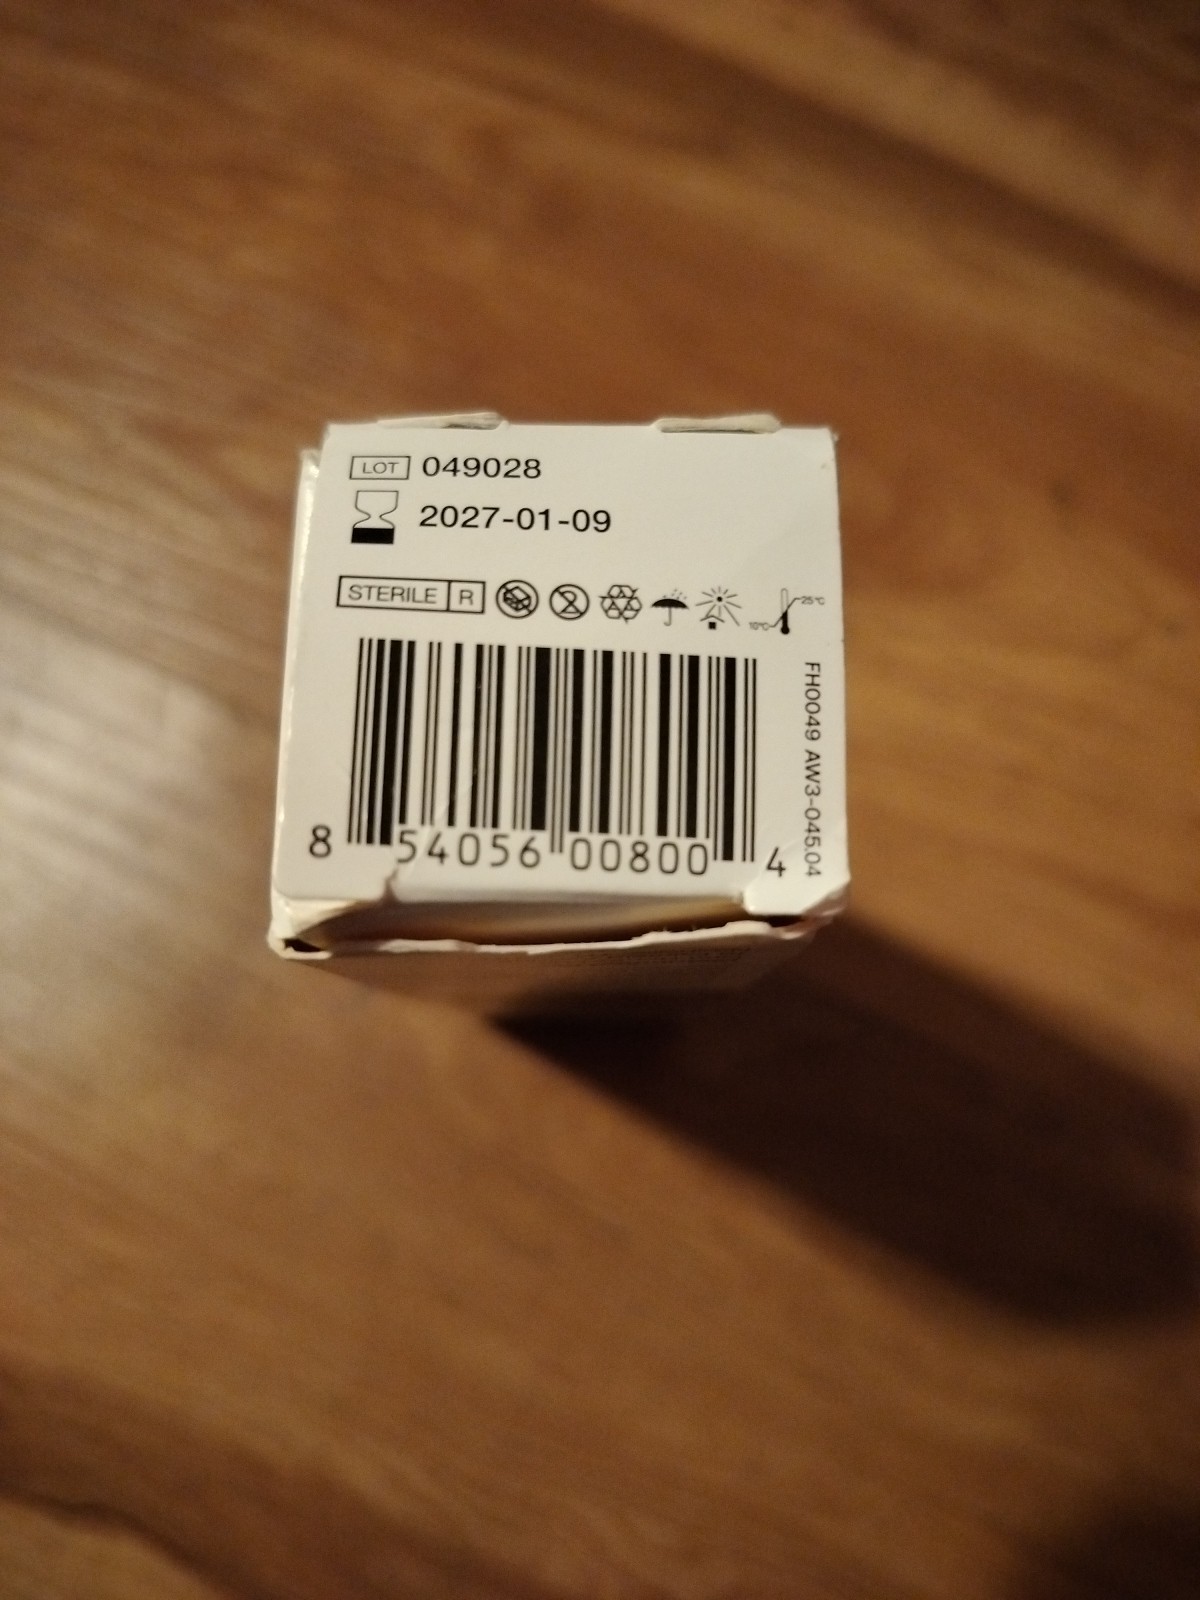 LOT 049028
2027-01-09
STERILE R
25°C
10°C
8 54056 00800 4
FH0049 AW3-045.04